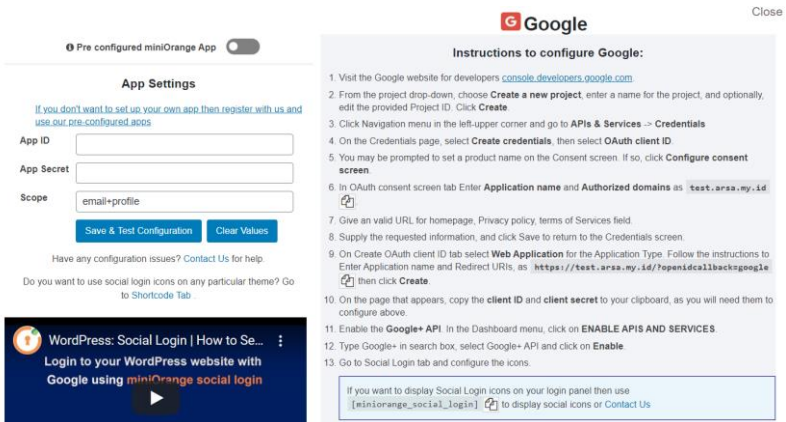 Close
Pre configured miniOrange App
App Settings
If you don't want to set up your own app then register with us and
use our pre-configured apps
App ID
App Secret
Scope
email+profile
Save & Test Configuration
Clear Values
Have any configuration issues? Contact Us for help.
Do you want to use social login icons on any particular theme? Go
to Shortcode Tab .
WordPress: Social Login | How to Se...
Login to your WordPress website with
Google using miniOrange social login
G Google
Instructions to configure Google:
1. Visit the Google website for developers console.developers.google.com.
2. From the project drop-down, choose Create a new project, enter a name for the project, and optionally,
edit the provided Project ID. Click Create.
3. Click Navigation menu in the left-upper corner and go to APIs & Services -> Credentials
4. On the Credentials page, select Create credentials, then select OAuth client ID.
5. You may be prompted to set a product name on the Consent screen. If so, click Configure consent
screen.
6. In OAuth consent screen tab Enter Application name and Authorized domains as test.arsa.my.id
.
7. Give an valid URL for homepage, Privacy policy, terms of Services field.
8. Supply the requested information, and click Save to return to the Credentials screen.
9. On Create OAuth client ID tab select Web Application for the Application Type. Follow the instructions to
Enter Application name and Redirect URIs, as https://test.arsa.my.id/?openidcallback=google
then click Create.
10. On the page that appears, copy the client ID and client secret to your clipboard, as you will need them to
configure above.
11. Enable the Google+ API. In the Dashboard menu, click on ENABLE APIS AND SERVICES.
12. Type Google+ in search box, select Google+ API and click on Enable.
13. Go to Social Login tab and configure the icons.
If you want to display Social Login icons on your login panel then use
[miniorange_social_login] to display social icons or Contact Us